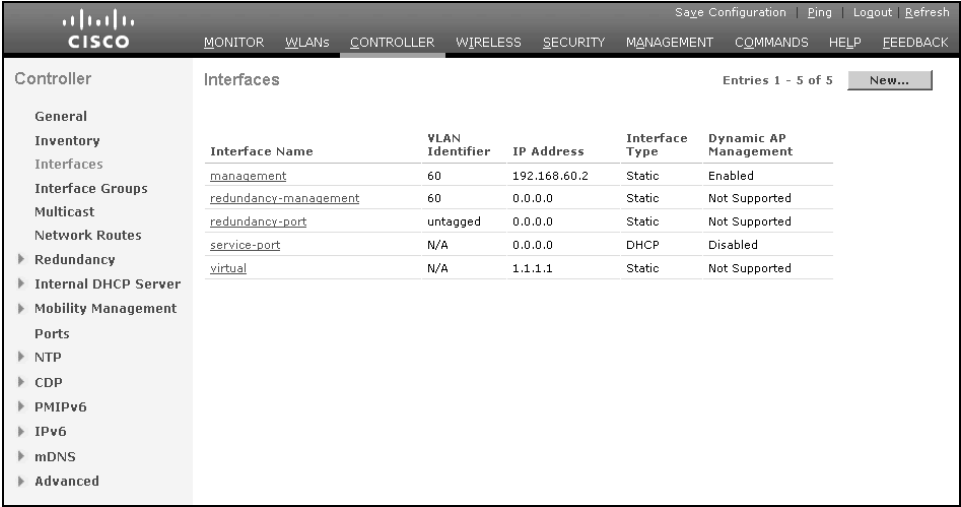 Save Configuration | Ping | Logout | Refresh
CISCO
MONITOR WLANs CONTROLLER WIRELESS SECURITY MANAGEMENT COMMANDS HELP FEEDBACK
Controller
General
Inventory
Interfaces
Interface Groups
Multicast
Network Routes
Redundancy
Internal DHCP Server
Mobility Management
Ports
NTP
CDP
PMIPv6
IPv6
mDNS
Advanced
Interfaces
Entries 1 - 5 of 5
New...
Interface Name VLAN Identifier IP Address Interface Type Dynamic AP Management
management 60 192.168.60.2 Static Enabled
redundancy-management 60 0.0.0.0 Static Not Supported
redundancy-port untagged 0.0.0.0 Static Not Supported
service-port N/A 0.0.0.0 DHCP Disabled
virtual N/A 1.1.1.1 Static Not Supported